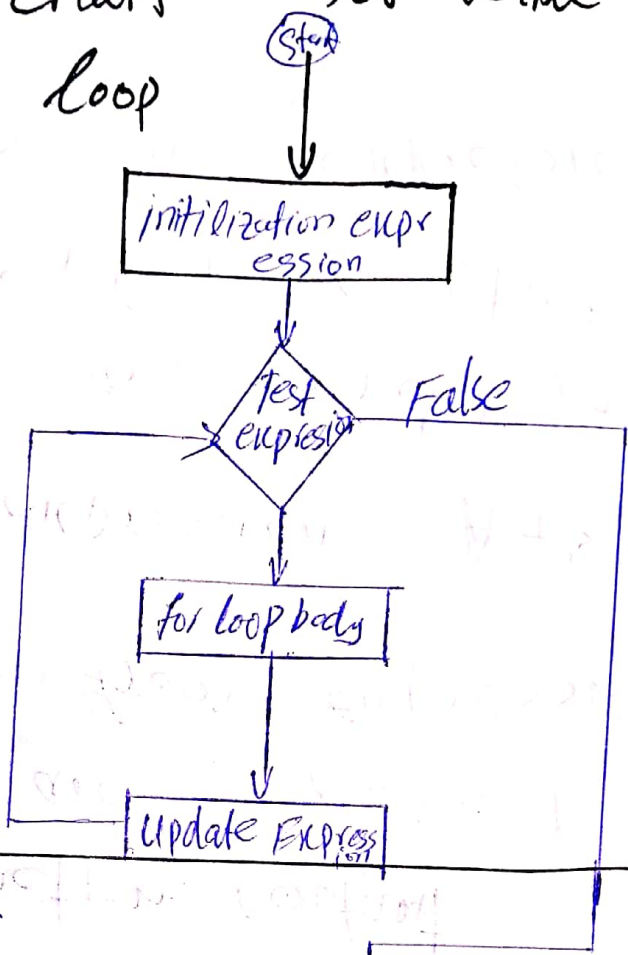 Start
loop
initilization expr
ession
Test
expresion
False
for loop body
Update Express
ion